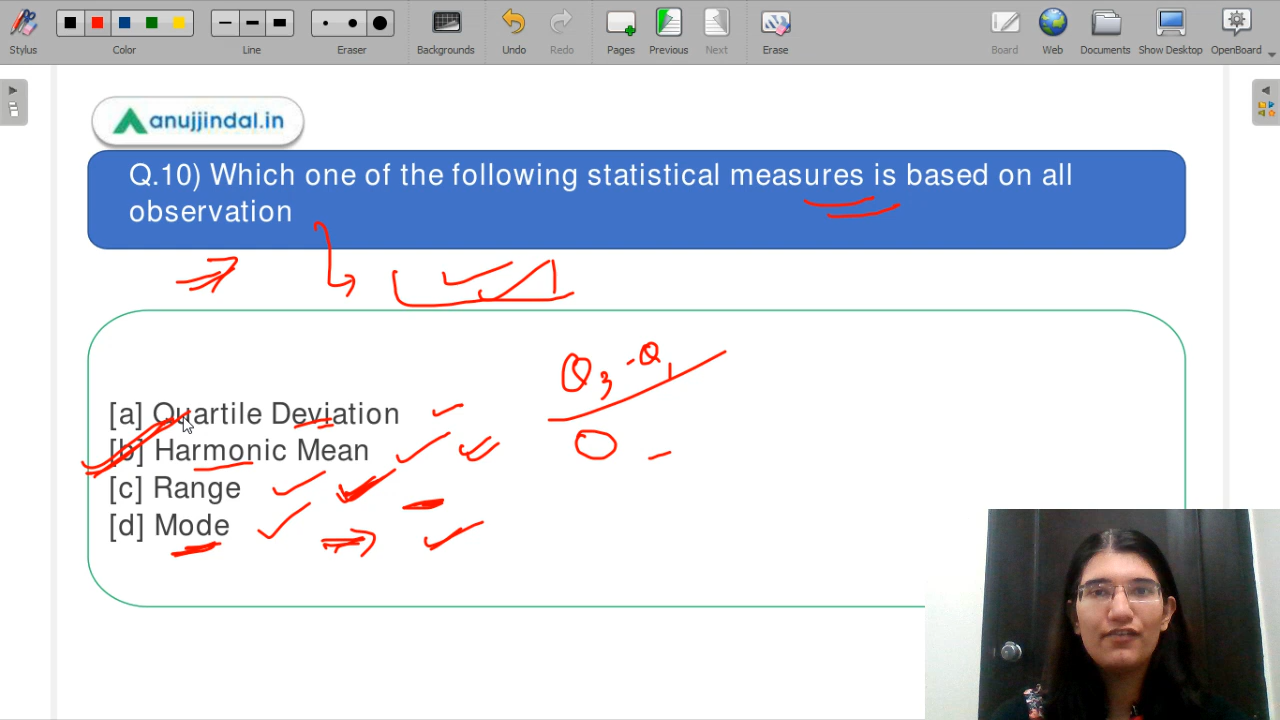 Stylus
Color
Line
Eraser
Backgrounds
Undo
Redo
Pages
Previous
Next
Erase
Board
Web
Documents
Show Desktop
OpenBoard
anujjindal.in
Q.10) Which one of the following statistical measures is based on all
observation
Q3 - Q1
[a] Quartile Deviation
[b] Harmonic Mean
[c] Range
[d] Mode